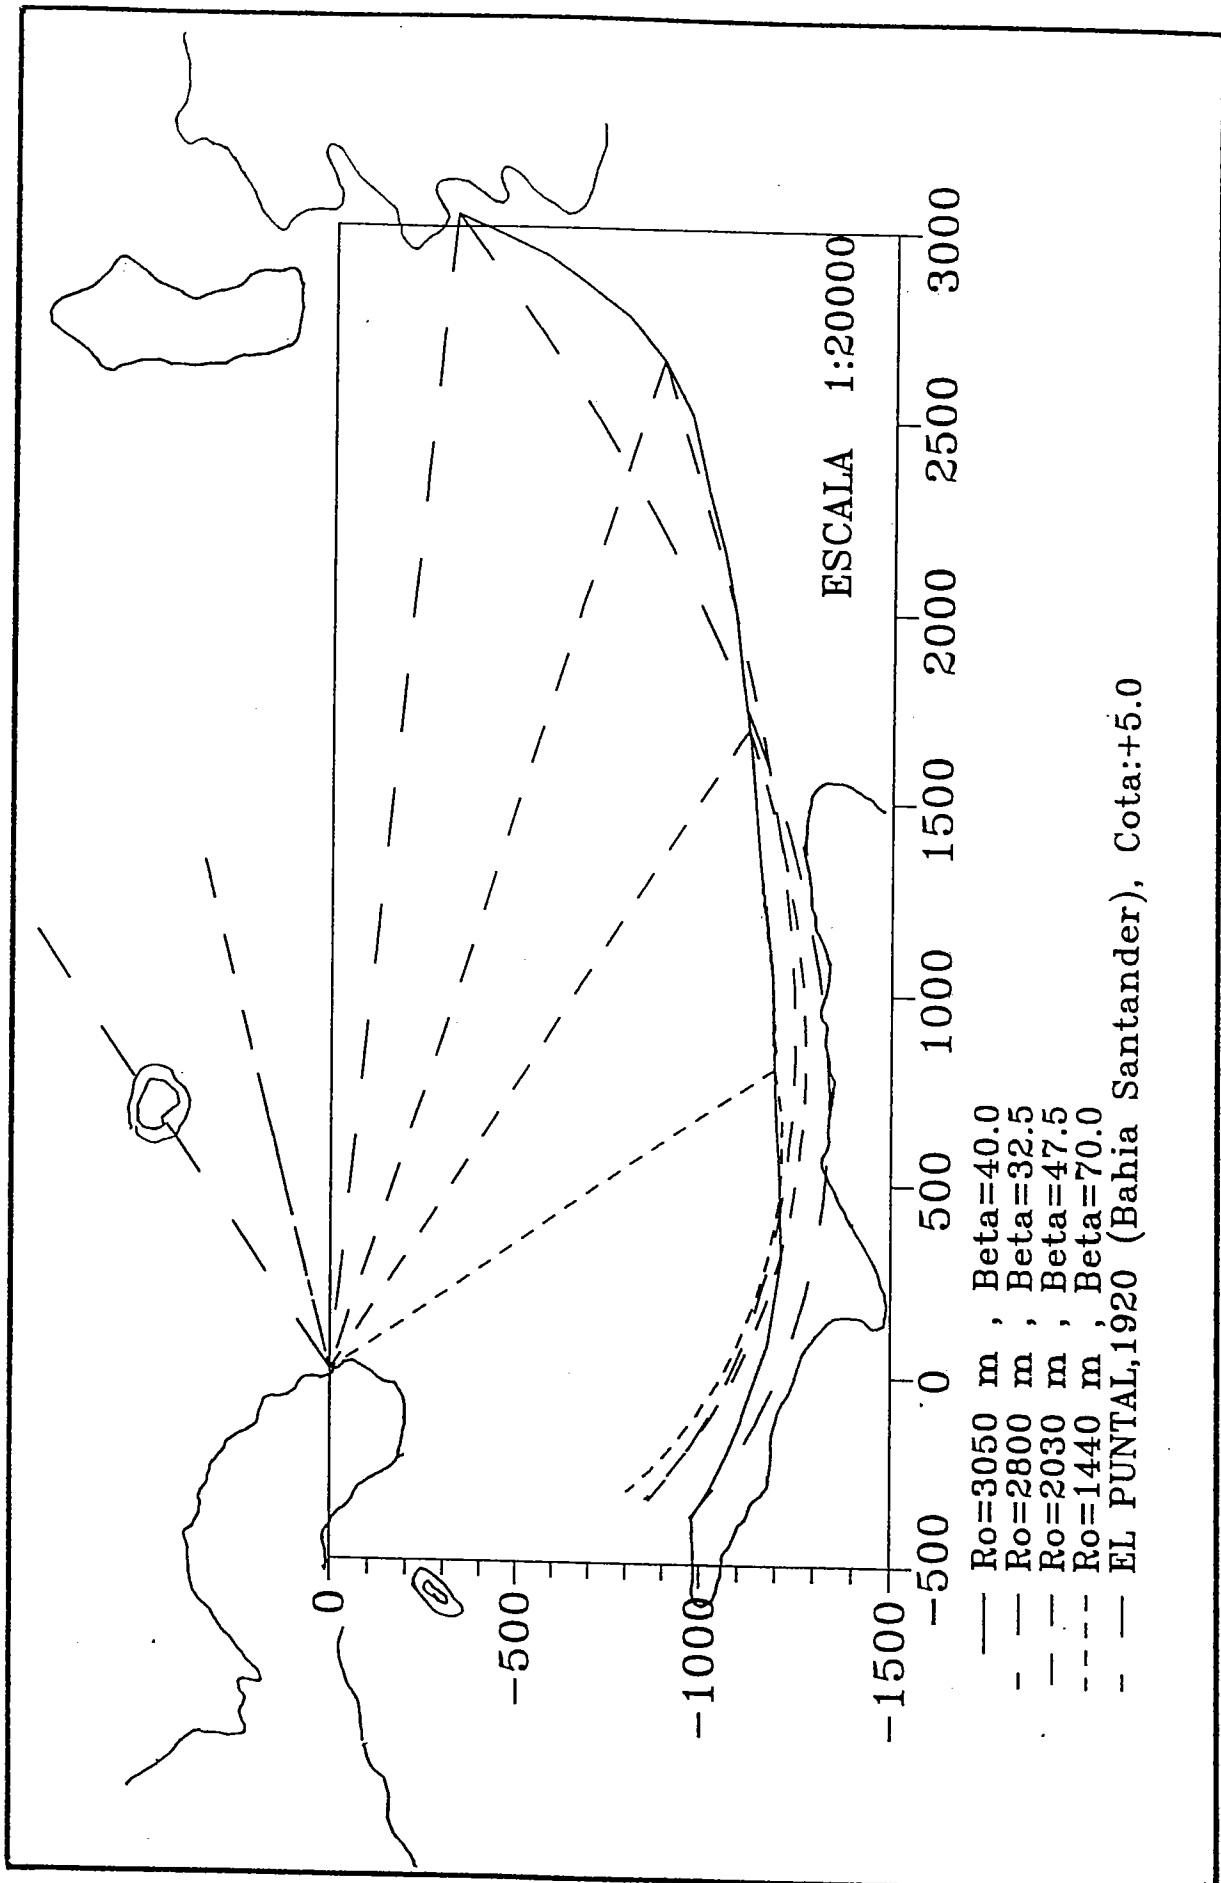 0
-500
-1000
-1500
-500
0
500
1000
1500
2000
2500
3000
ESCALA 1:20000
Ro=3050 m , Beta=40.0
Ro=2800 m , Beta=32.5
Ro=2030 m , Beta=47.5
Ro=1440 m , Beta=70.0
EL PUNTAL,1920 (Bahia Santander), Cota:+5.0